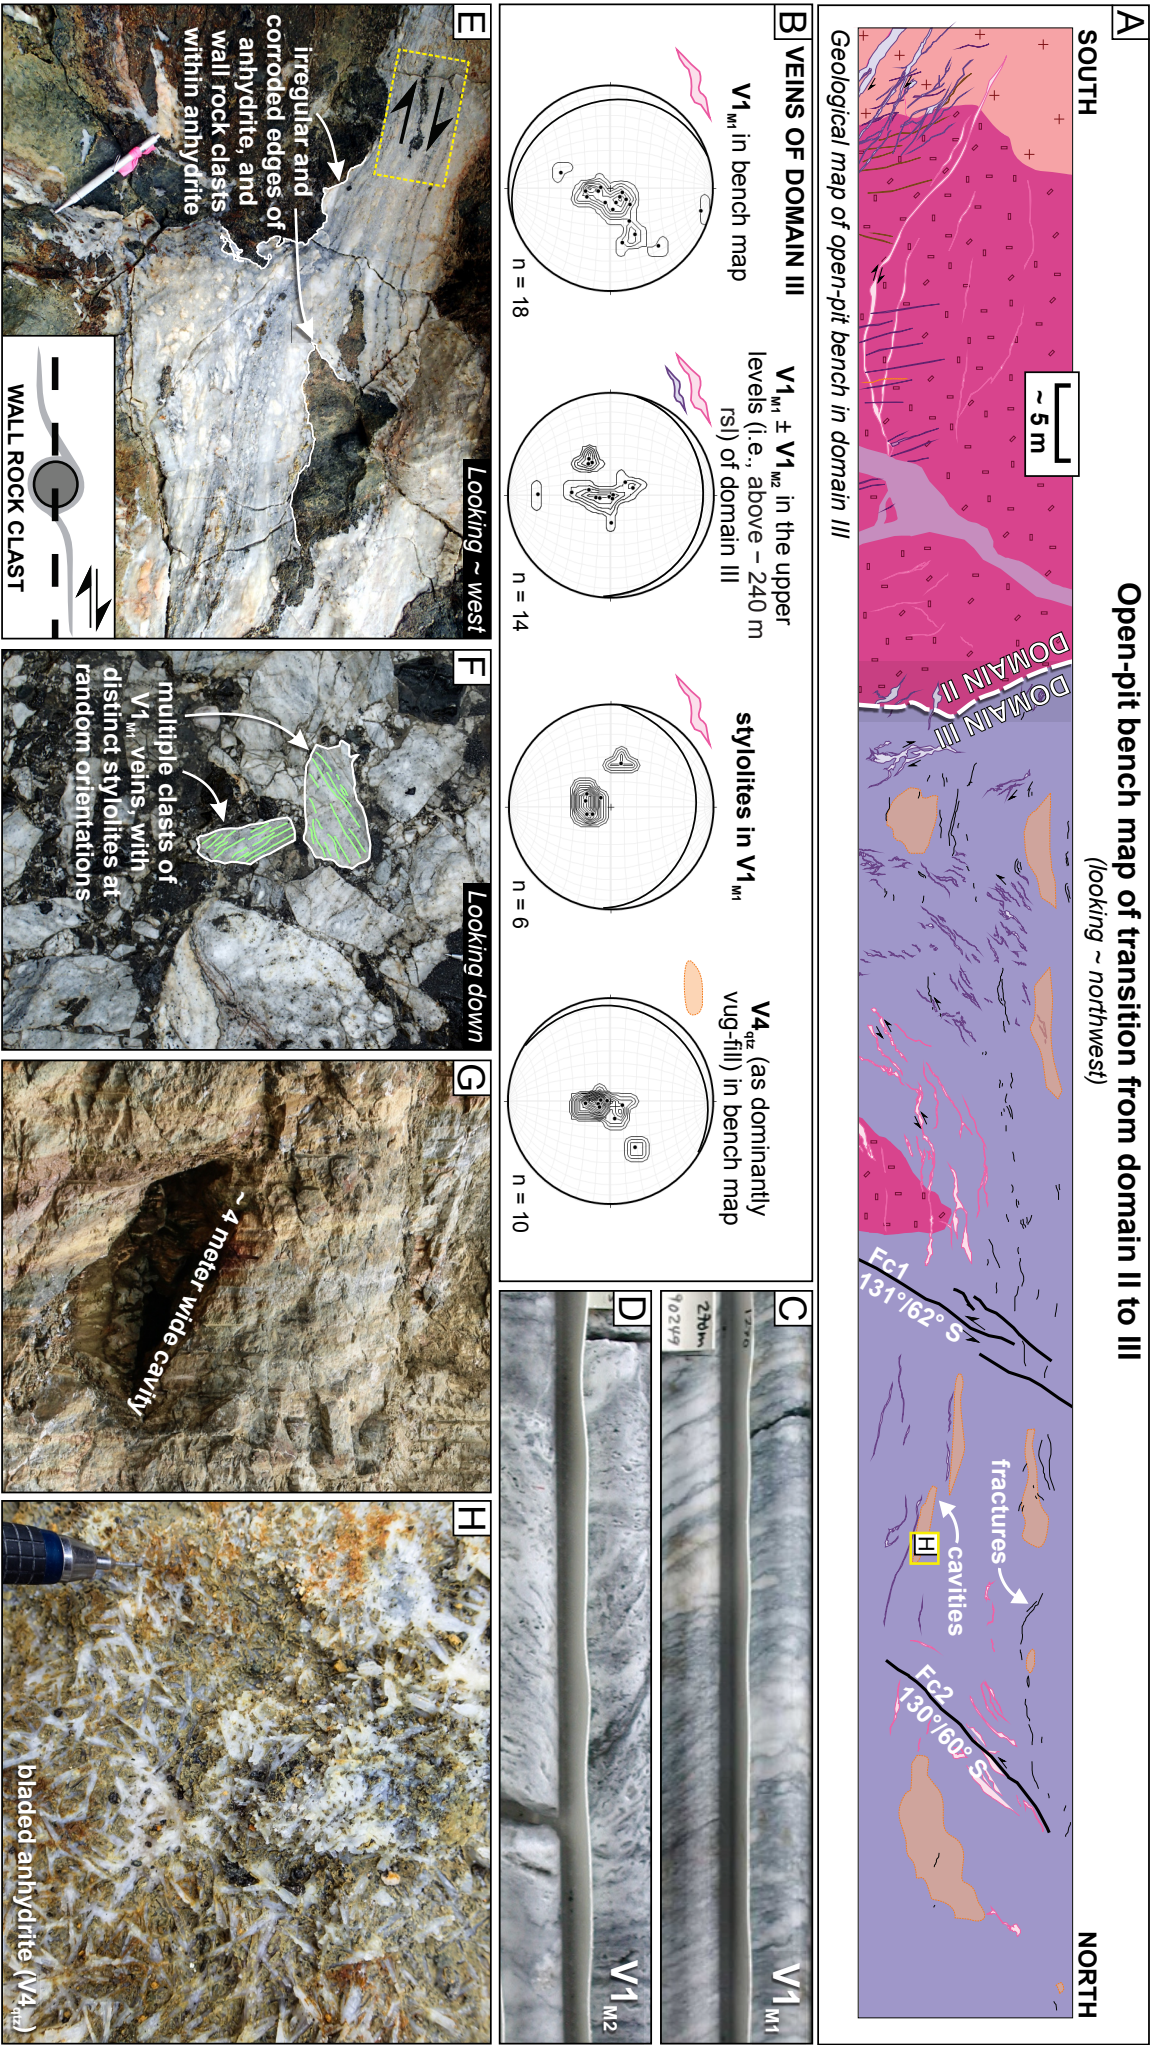 A
Open-pit bench map of transition from domain II to III
(looking ~ northwest)
SOUTH
NORTH
~ 5 m
DOMAIN II
DOMAIN III
Fc1
131°/62° S
fractures
cavities
H
Fc2
130°/60° S
Geological map of open-pit bench in domain III
B
VEINS OF DOMAIN III
V1M1 in bench map
n = 18
V1M1 ± V1M2 in the upper
levels (i.e., above – 240 m
rsl) of domain III
n = 14
stylolites in V1M1
n = 6
V4qtz (as dominantly
vug-fill) in bench map
n = 10
C
270m
90249
V1M1
D
V1M2
E
Looking ~ west
irregular and
corroded edges of
anhydrite, and
wall rock clasts
within anhydrite
WALL ROCK CLAST
F
Looking down
multiple clasts of
V1M1 veins, with
distinct stylolites at
random orientations
G
~ 4 meter wide cavity
H
bladed anhydrite (V4qtz)